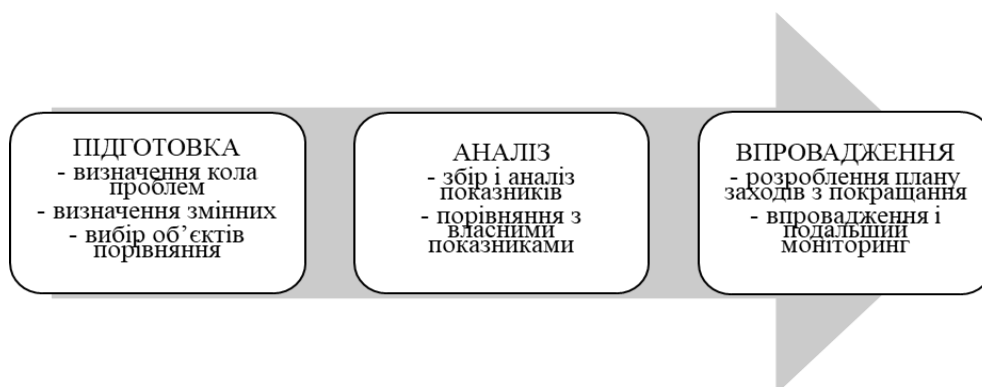 ПІДГОТОВКА
- визначення кола
проблем
- визначення змінних
- вибір об’єктів
порівняння
АНАЛІЗ
- збір і аналіз
показників
- порівняння з
власними
показниками
ВПРОВАДЖЕННЯ
- розроблення плану
заходів з покращання
- впровадження і
подальший
моніторинг